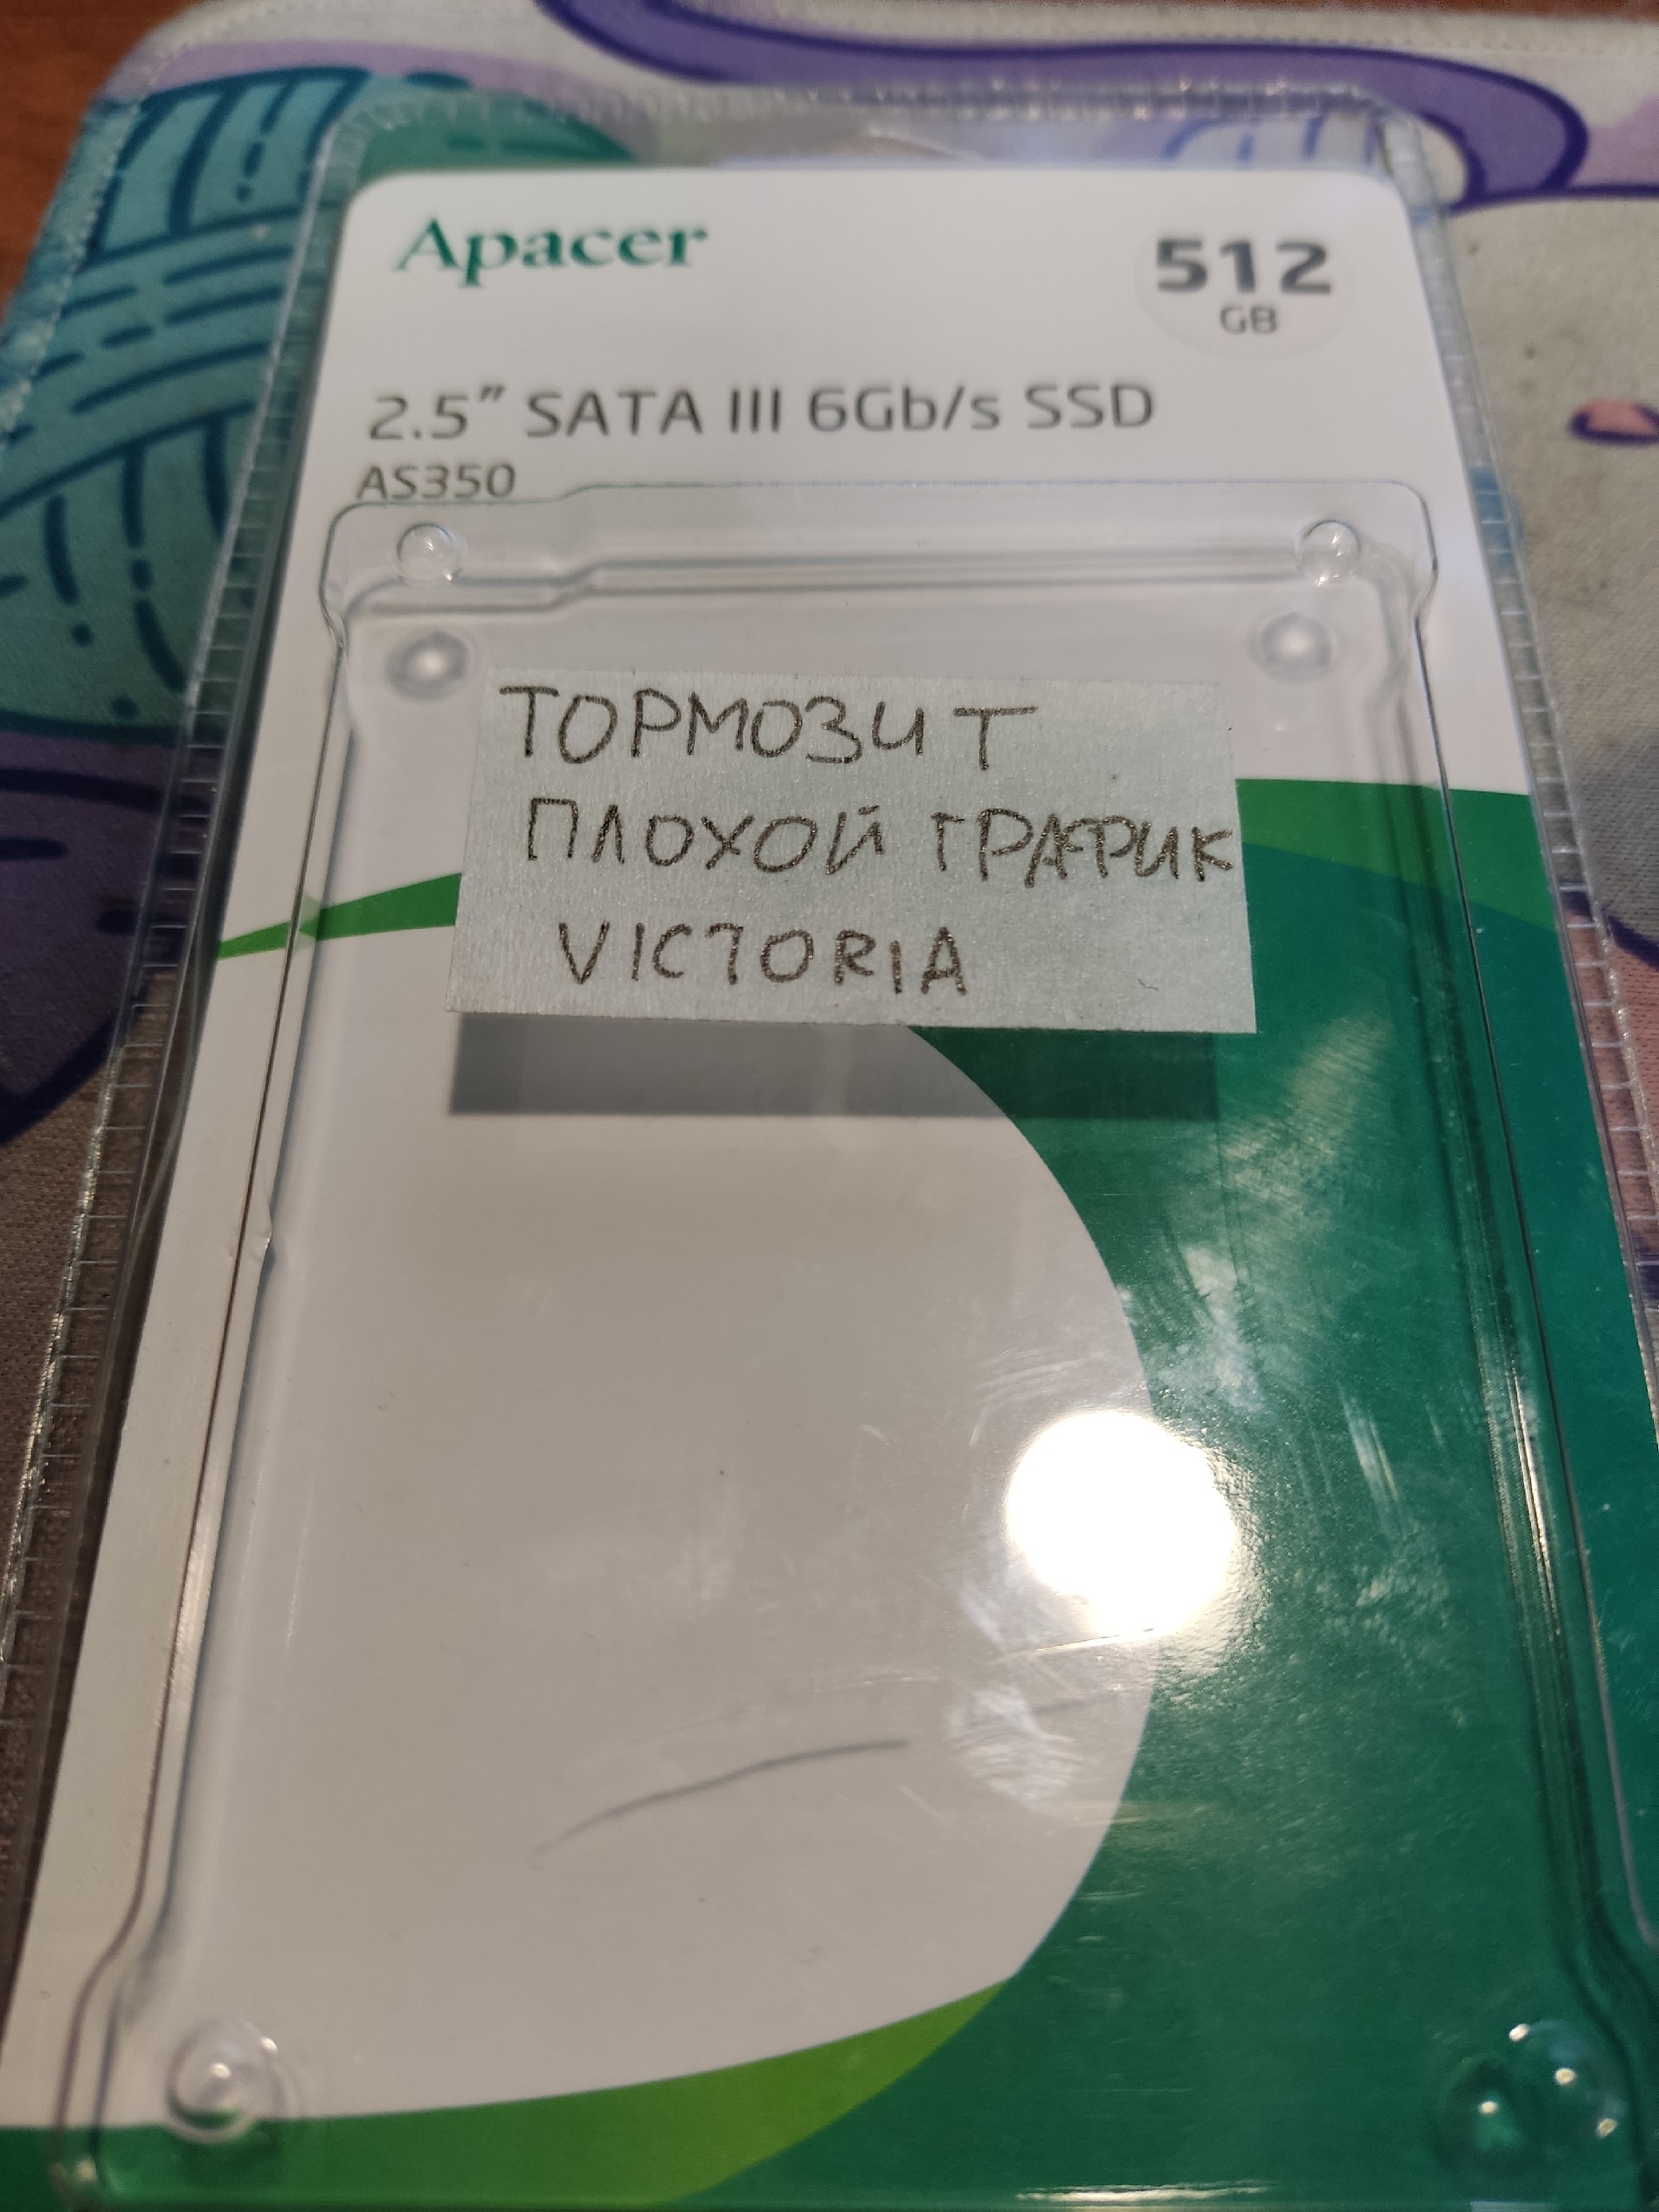 Apacer
512
GB
2.5" SATA III 6Gb/s SSD
AS350
ТОРМОЗИТ
ПЛОХОЙ ГРАФИК
VICTORIA